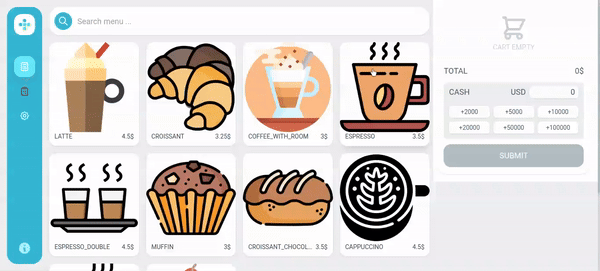 Search menu ...
LATTE 4.5$
CROISSANT 3.25$
COFFEE_WITH_ROOM 3$
ESPRESSO 3.5$
ESPRESSO_DOUBLE 4.5$
MUFFIN 3$
CROISSANT_CHOCOL... 3.5$
CAPPUCCINO 4.5$
CART EMPTY
TOTAL 0$
CASH USD 0
+2000 +5000 +10000
+20000 +50000 +100000
SUBMIT